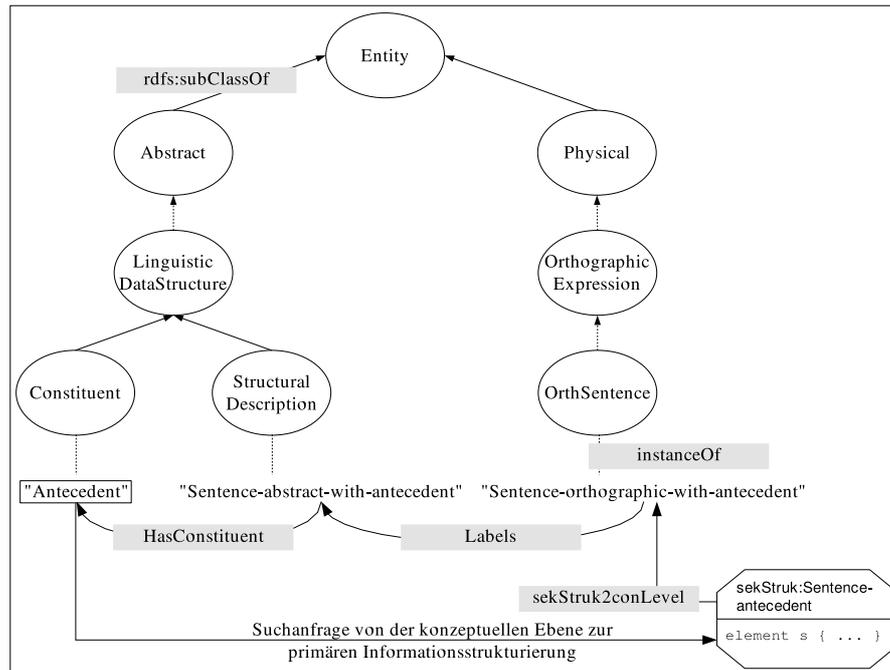 Entity
rdfs:subClassOf
Abstract
Physical
Linguistic
DataStructure
Orthographic
Expression
Constituent
Structural
Description
OrthSentence
instanceOf
"Antecedent"
"Sentence-abstract-with-antecedent"
"Sentence-orthographic-with-antecedent"
HasConstituent
Labels
sekStruk2conLevel
sekStruk:Sentence-
antecedent
element s { ... }
Suchanfrage von der konzeptuellen Ebene zur
primären Informationsstrukturierung